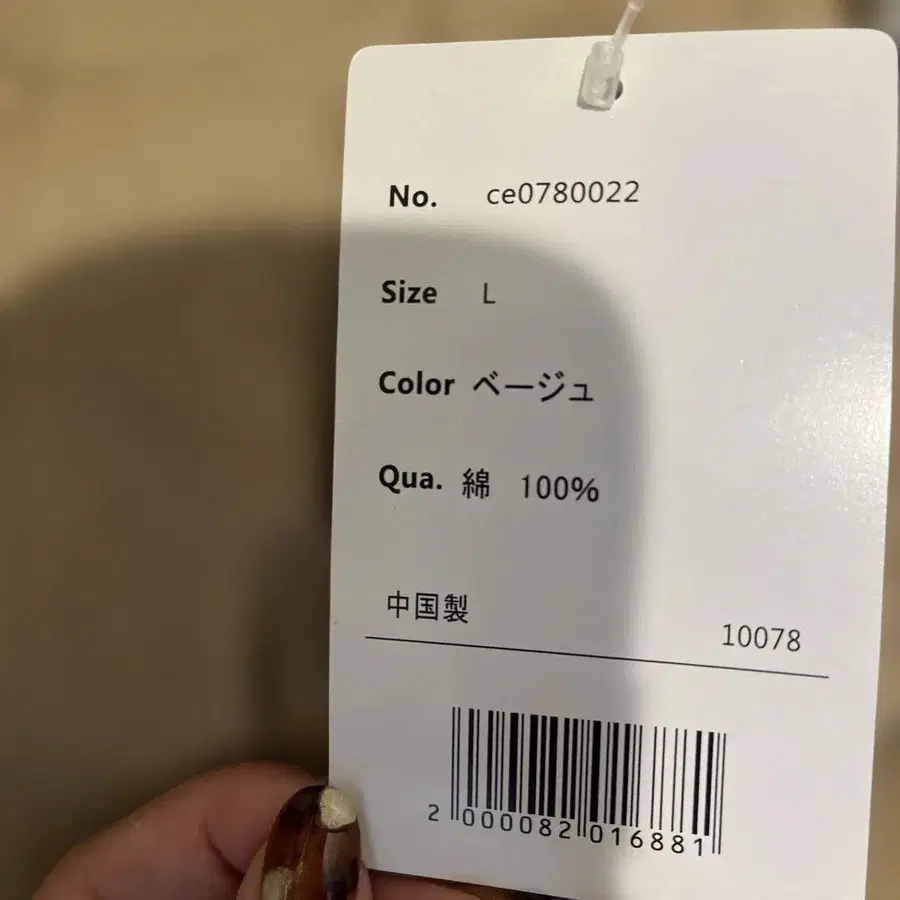 No. ce0780022
Size L
Color ベージュ
Qua. 綿 100%
中国製
10078
2 000082 016881